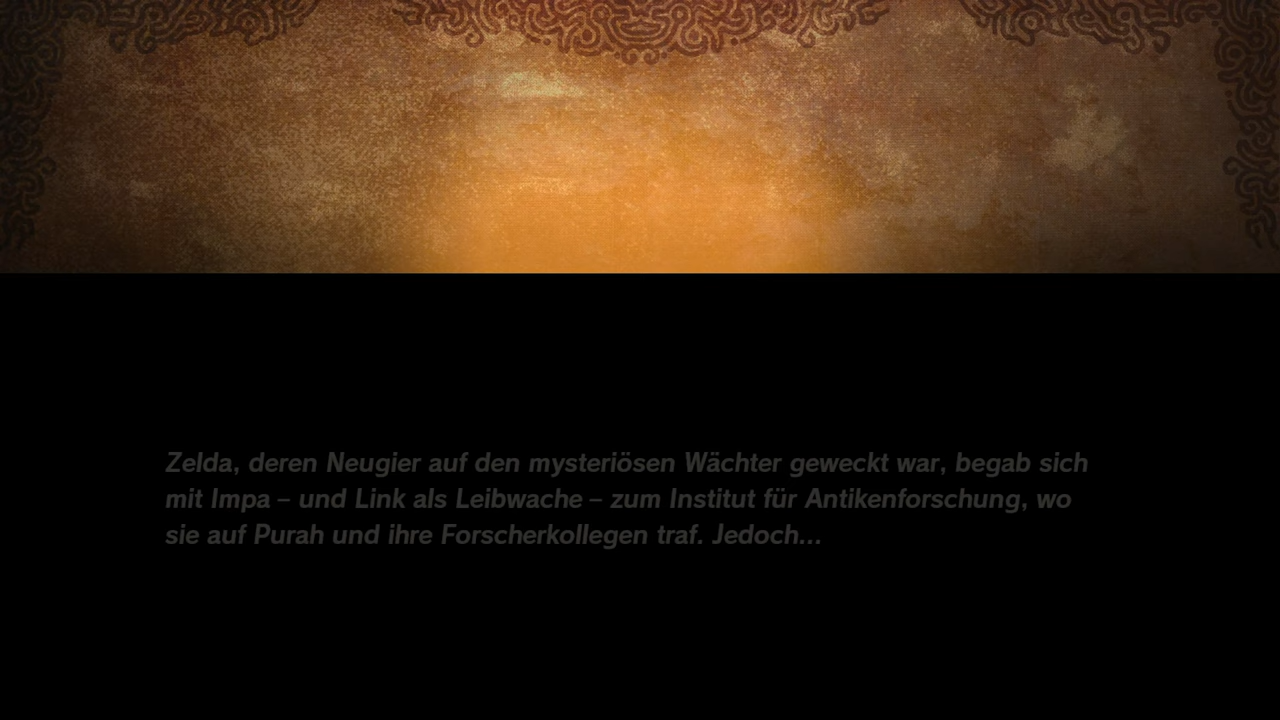 Zelda, deren Neugier auf den mysteriösen Wächter geweckt war, begab sich
mit Impa – und Link als Leibwache – zum Institut für Antikenforschung, wo
sie auf Purah und ihre Forscherkollegen traf. Jedoch...